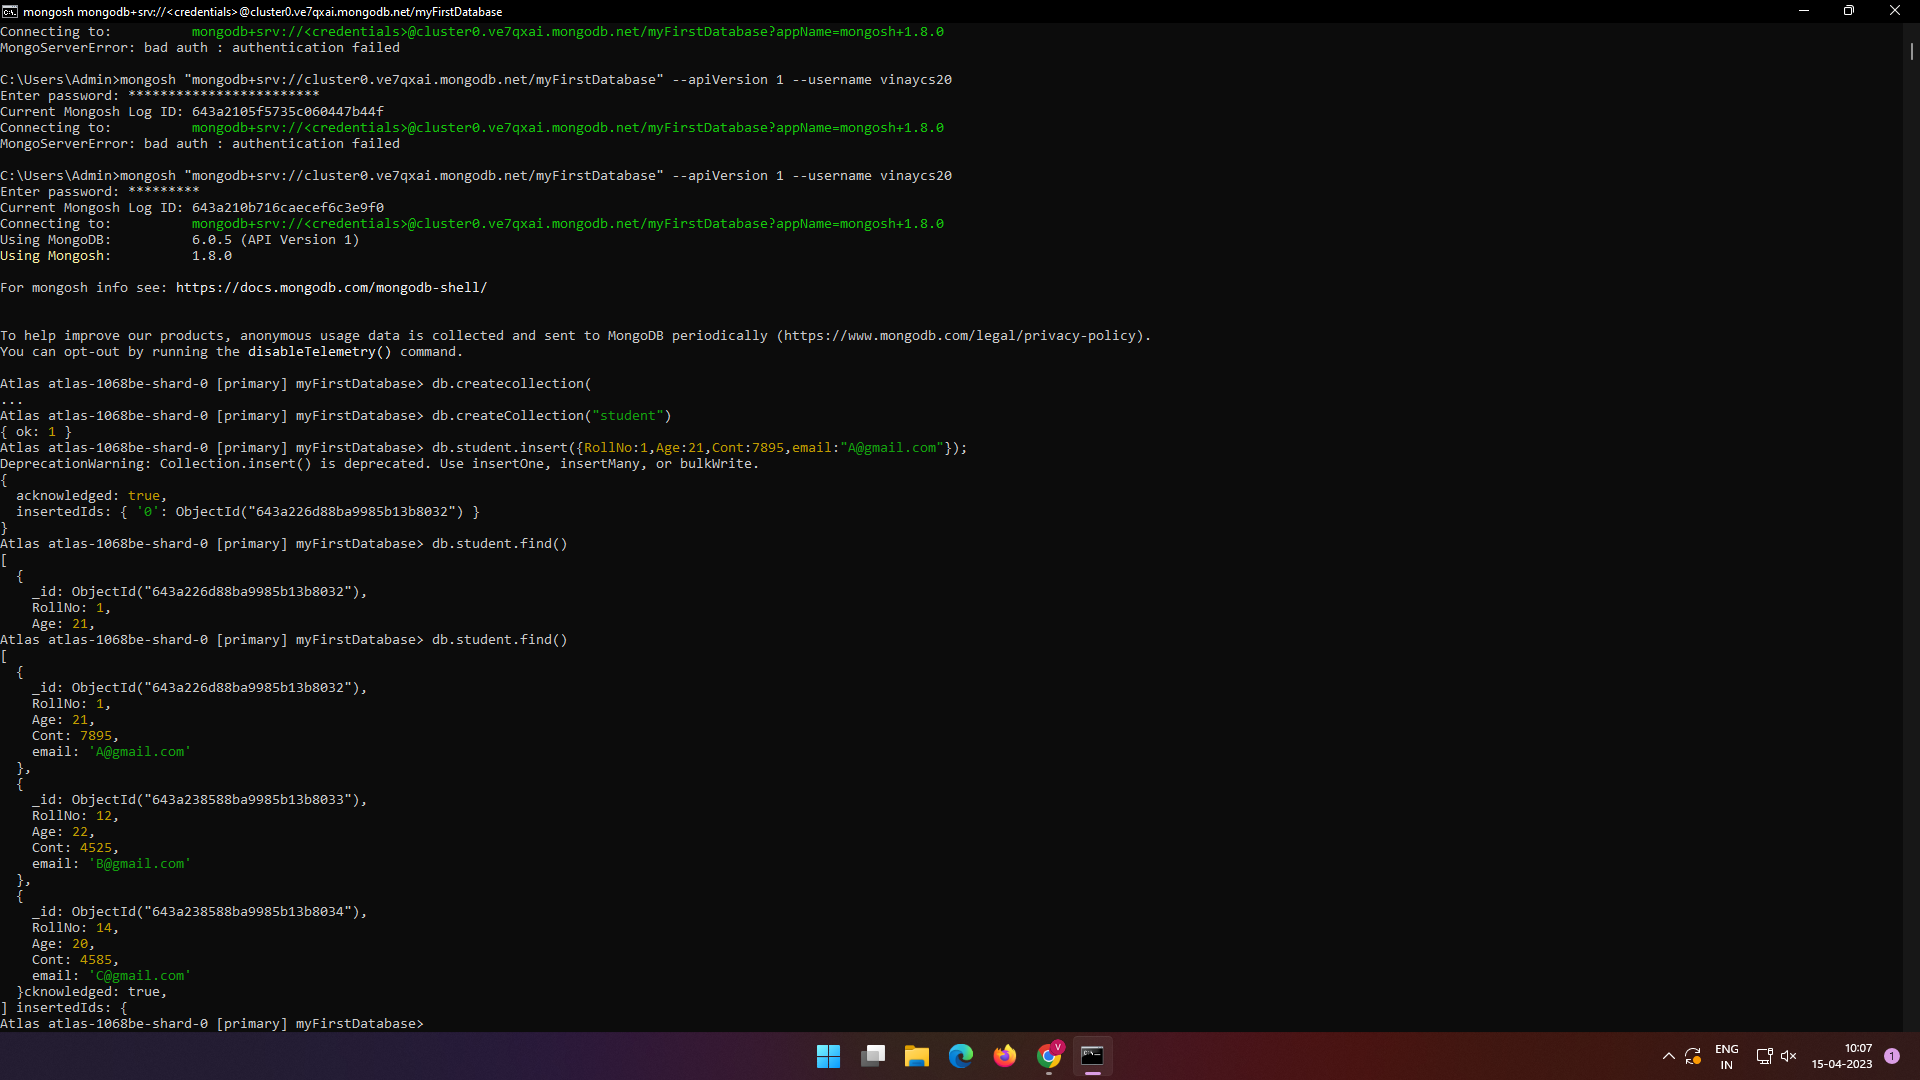 mongosh mongodb+srv://<credentials>@cluster0.ve7qxai.mongodb.net/myFirstDatabase
Connecting to:          mongodb+srv://<credentials>@cluster0.ve7qxai.mongodb.net/myFirstDatabase?appName=mongosh+1.8.0
MongoServerError: bad auth : authentication failed
C:\Users\Admin>mongosh "mongodb+srv://cluster0.ve7qxai.mongodb.net/myFirstDatabase" --apiVersion 1 --username vinaycs20
Enter password: ************************
Current Mongosh Log ID: 643a2105f5735c060447b44f
Connecting to:          mongodb+srv://<credentials>@cluster0.ve7qxai.mongodb.net/myFirstDatabase?appName=mongosh+1.8.0
MongoServerError: bad auth : authentication failed
C:\Users\Admin>mongosh "mongodb+srv://cluster0.ve7qxai.mongodb.net/myFirstDatabase" --apiVersion 1 --username vinaycs20
Enter password: *********
Current Mongosh Log ID: 643a210b716caecef6c3e9f0
Connecting to:          mongodb+srv://<credentials>@cluster0.ve7qxai.mongodb.net/myFirstDatabase?appName=mongosh+1.8.0
Using MongoDB:          6.0.5 (API Version 1)
Using Mongosh:          1.8.0
For mongosh info see: https://docs.mongodb.com/mongodb-shell/
To help improve our products, anonymous usage data is collected and sent to MongoDB periodically (https://www.mongodb.com/legal/privacy-policy).
You can opt-out by running the disableTelemetry() command.
Atlas atlas-1068be-shard-0 [primary] myFirstDatabase> db.createcollection(
...
Atlas atlas-1068be-shard-0 [primary] myFirstDatabase> db.createCollection("student")
{ ok: 1 }
Atlas atlas-1068be-shard-0 [primary] myFirstDatabase> db.student.insert({RollNo:1,Age:21,Cont:7895,email:"A@gmail.com"});
DeprecationWarning: Collection.insert() is deprecated. Use insertOne, insertMany, or bulkWrite.
{
  acknowledged: true,
  insertedIds: { '0': ObjectId("643a226d88ba9985b13b8032") }
}
Atlas atlas-1068be-shard-0 [primary] myFirstDatabase> db.student.find()
[
  {
    _id: ObjectId("643a226d88ba9985b13b8032"),
    RollNo: 1,
    Age: 21,
Atlas atlas-1068be-shard-0 [primary] myFirstDatabase> db.student.find()
[
  {
    _id: ObjectId("643a226d88ba9985b13b8032"),
    RollNo: 1,
    Age: 21,
    Cont: 7895,
    email: 'A@gmail.com'
  },
  {
    _id: ObjectId("643a238588ba9985b13b8033"),
    RollNo: 12,
    Age: 22,
    Cont: 4525,
    email: 'B@gmail.com'
  },
  {
    _id: ObjectId("643a238588ba9985b13b8034"),
    RollNo: 14,
    Age: 20,
    Cont: 4585,
    email: 'C@gmail.com'
  }cknowledged: true,
] insertedIds: {
Atlas atlas-1068be-shard-0 [primary] myFirstDatabase>
V
ENG
IN
10:07
15-04-2023
1